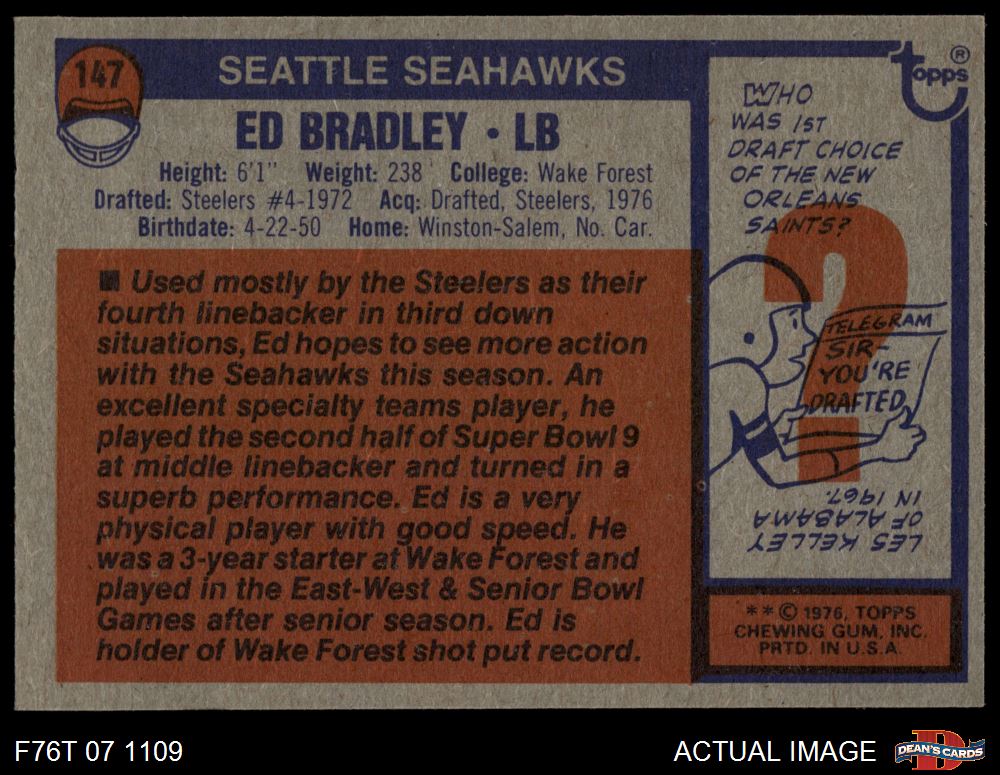 147
SEATTLE SEAHAWKS
ED BRADLEY • LB
Height: 6'1" Weight: 238 College: Wake Forest
Drafted: Steelers #4-1972 Acq: Drafted, Steelers, 1976
Birthdate: 4-22-50 Home: Winston-Salem, No. Car.
■ Used mostly by the Steelers as their
fourth linebacker in third down
situations, Ed hopes to see more action
with the Seahawks this season. An
excellent specialty teams player, he
played the second half of Super Bowl 9
at middle linebacker and turned in a
superb performance. Ed is a very
physical player with good speed. He
was a 3-year starter at Wake Forest and
played in the East-West & Senior Bowl
Games after senior season. Ed is
holder of Wake Forest shot put record.
Topps ®
WHO
WAS 1ST
DRAFT CHOICE
OF THE NEW
ORLEANS
SAINTS?
?
TELEGRAM
SIR-
YOU'RE
DRAFTED
LES KELLEY
OF ALABAMA
IN 1967.
* * © 1976, TOPPS
CHEWING GUM, INC.
PRTD. IN U.S.A.
F76T 07 1109
ACTUAL IMAGE
D
DEAN'S CARDS